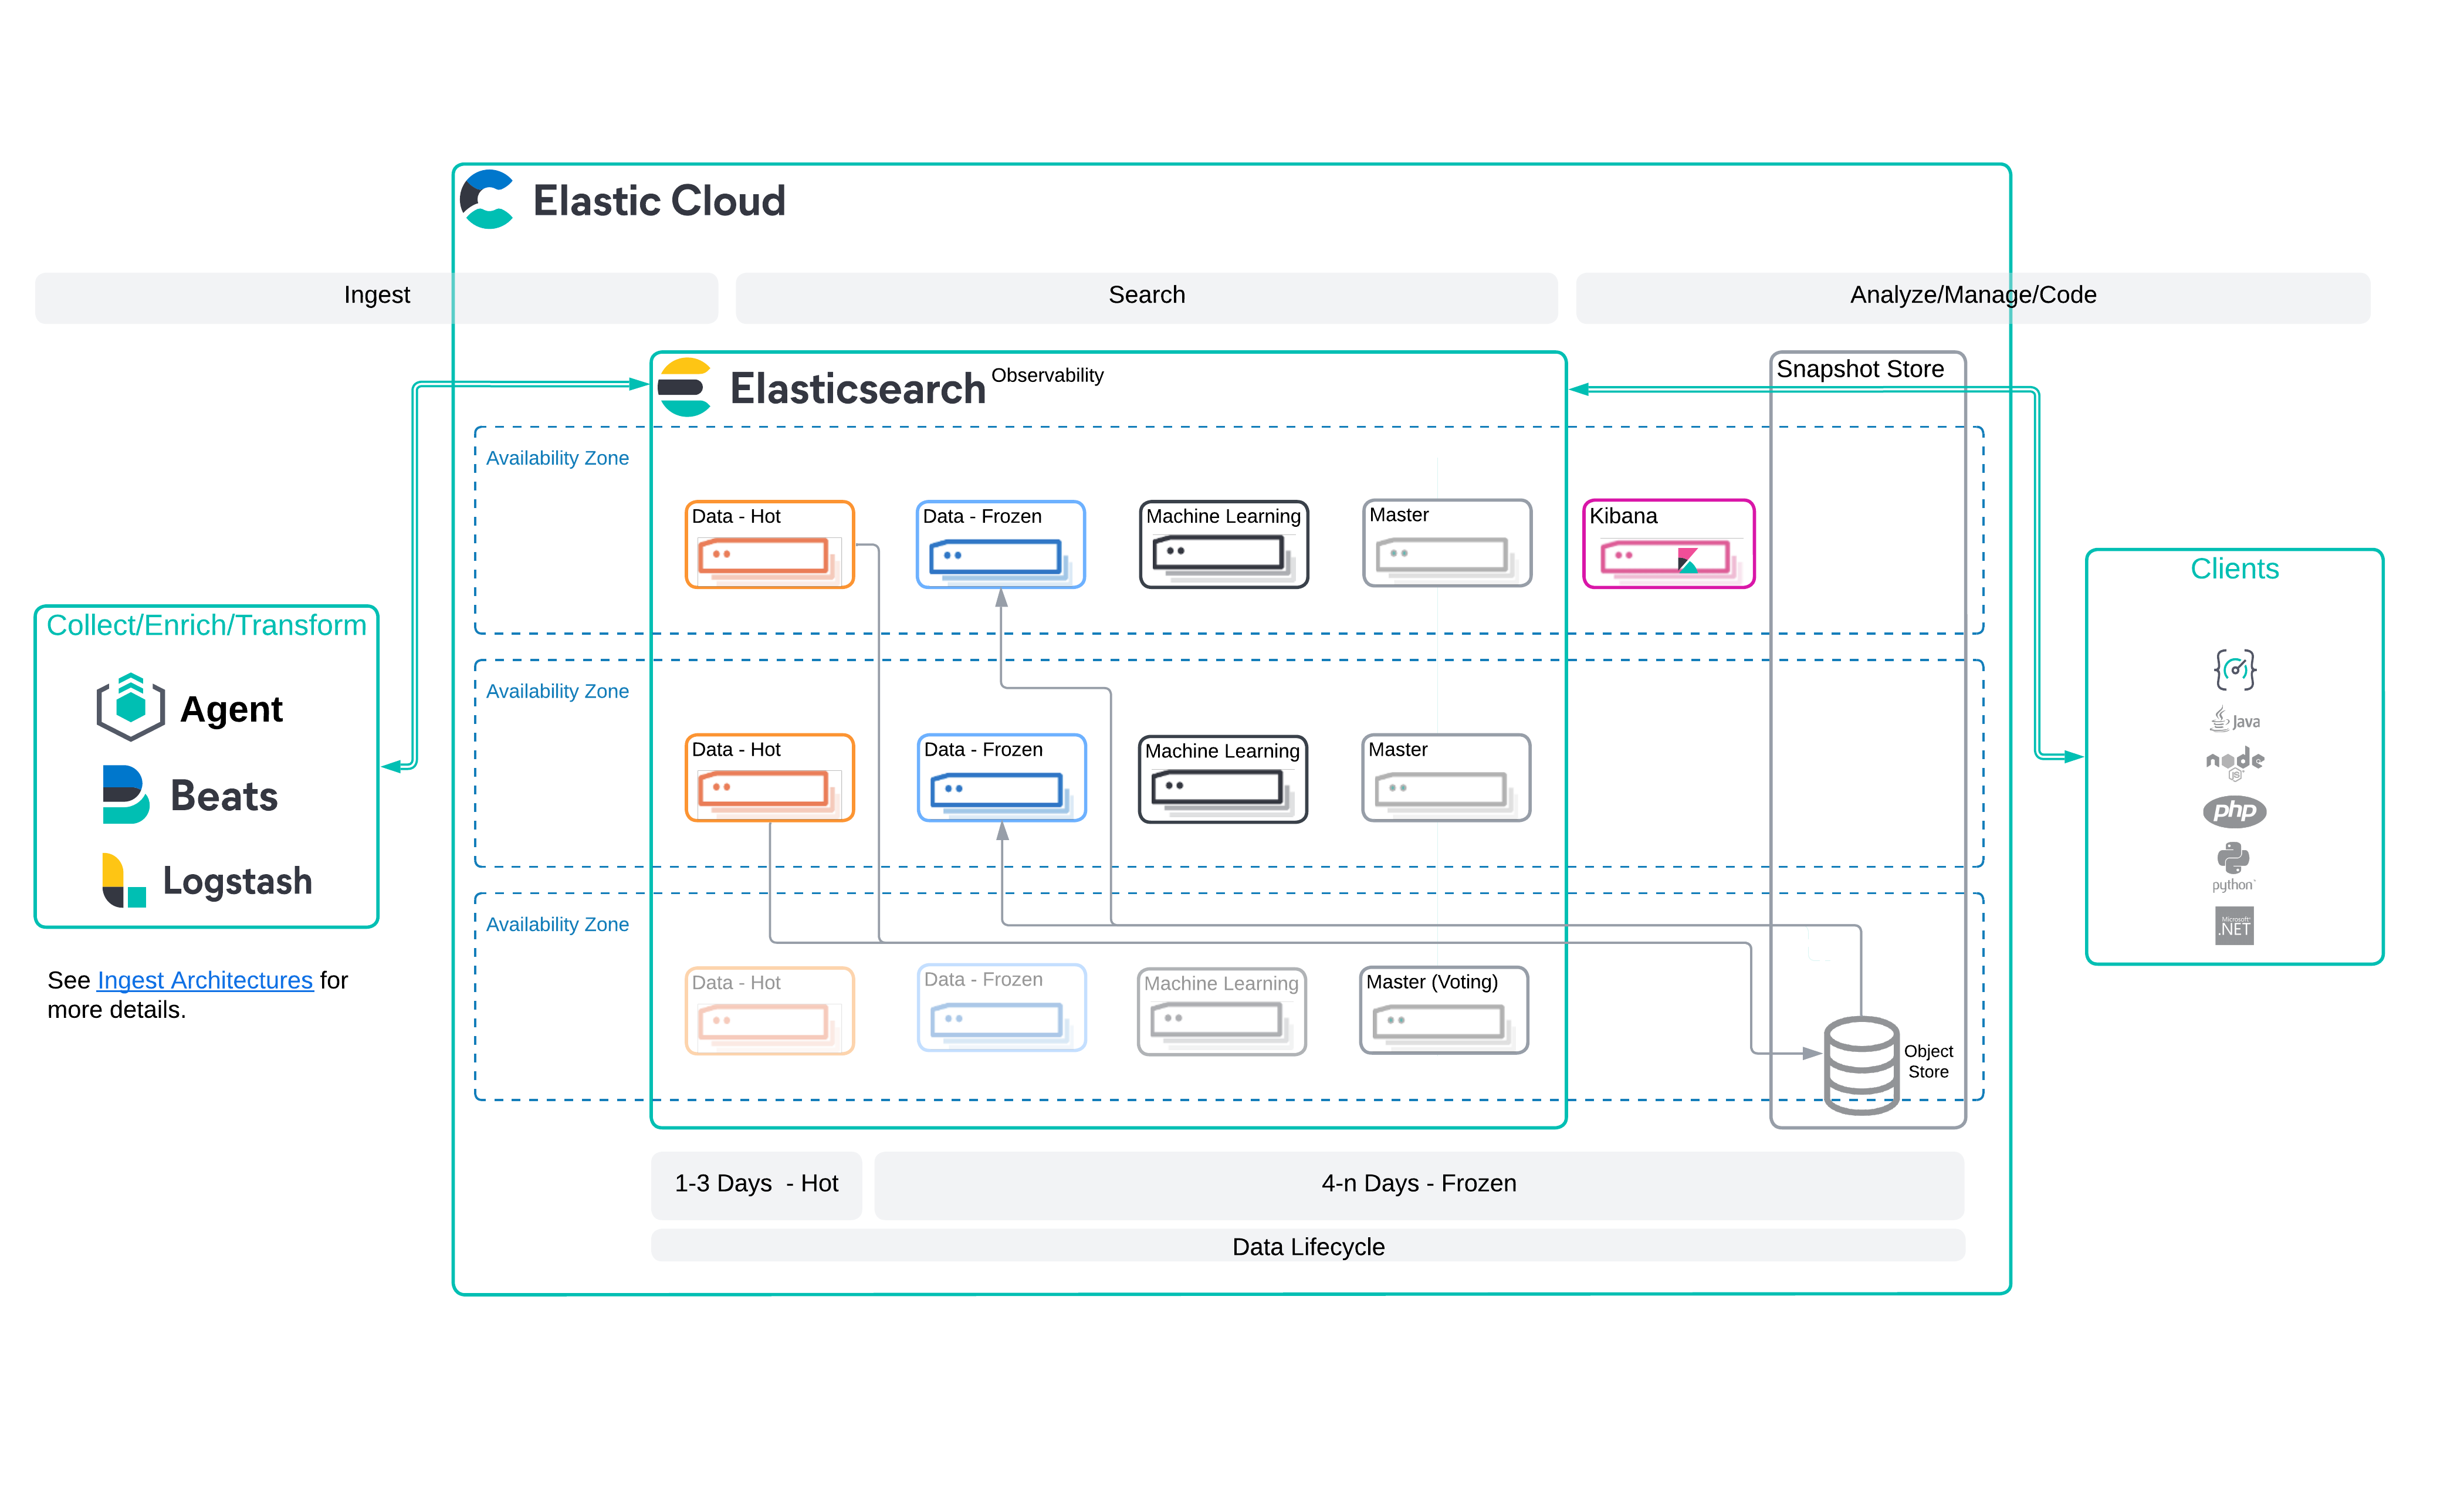 Elastic Cloud
Ingest
Search
Analyze/Manage/Code
Elasticsearch Observability
Snapshot Store
Availability Zone
Data - Hot
Data - Frozen
Machine Learning
Master
Kibana
Availability Zone
Data - Hot
Data - Frozen
Machine Learning
Master
Availability Zone
Data - Hot
Data - Frozen
Machine Learning
Master (Voting)
Object
Store
Collect/Enrich/Transform
Agent
Beats
Logstash
See Ingest Architectures for
more details.
Clients
Java
node
JS
php
python
Microsoft
.NET
1-3 Days  - Hot
4-n Days - Frozen
Data Lifecycle